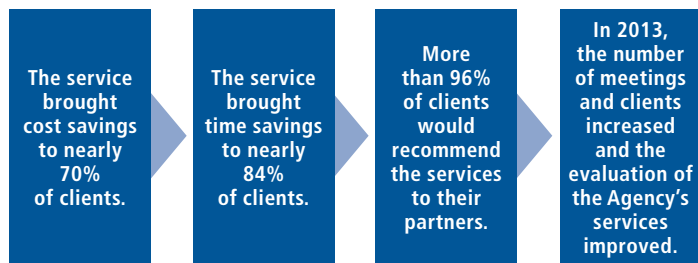 The service
brought
cost savings
to nearly
70%
of clients.
The service
brought
time savings
to nearly
84%
of clients.
More
than 96%
of clients
would
recommend
the services
to their
partners.
In 2013,
the number
of meetings
and clients
increased
and the
evaluation of
the Agency’s
services
improved.